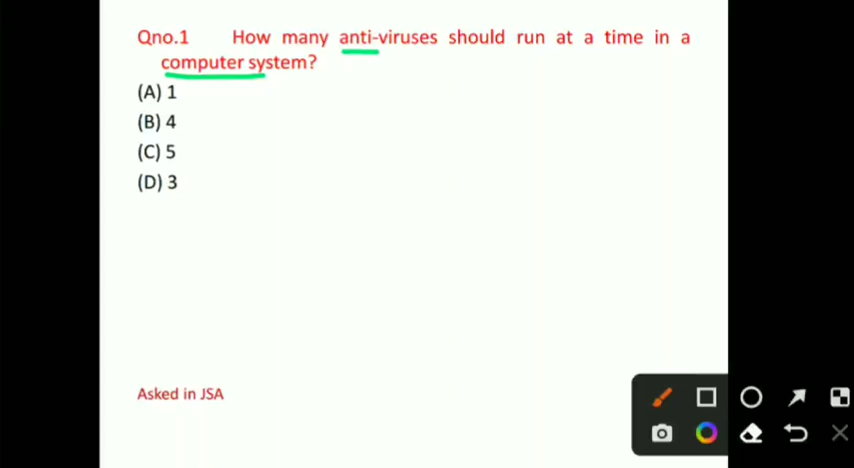 Qno.1 How many anti-viruses should run at a time in a
computer system?
(A) 1
(B) 4
(C) 5
(D) 3
Asked in JSA